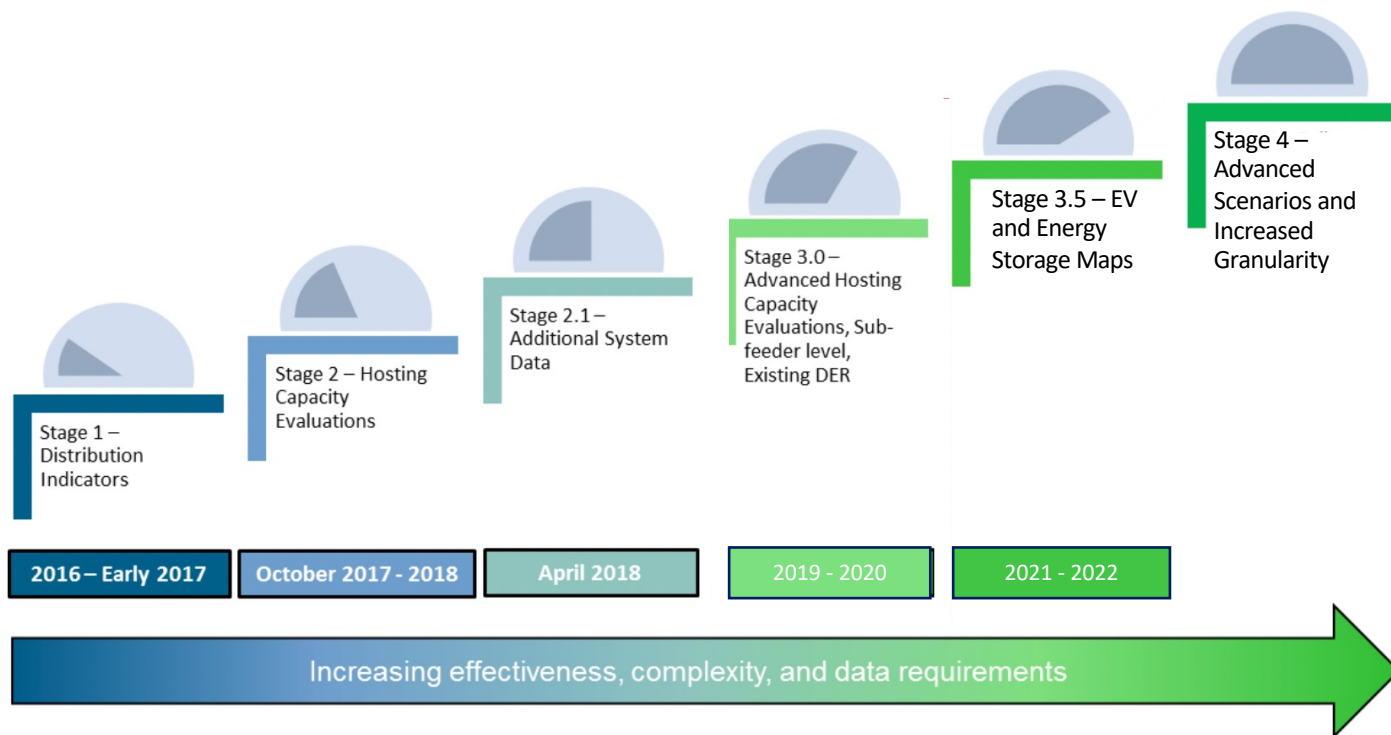 Stage 1 –
Distribution
Indicators
Stage 2 – Hosting
Capacity
Evaluations
Stage 2.1 –
Additional System
Data
Stage 3.0 –
Advanced Hosting
Capacity
Evaluations, Sub-
feeder level,
Existing DER
Stage 3.5 – EV
and Energy
Storage Maps
Stage 4 –
Advanced
Scenarios and
Increased
Granularity
2016 – Early 2017
October 2017 - 2018
April 2018
2019 - 2020
2021 - 2022
Increasing effectiveness, complexity, and data requirements